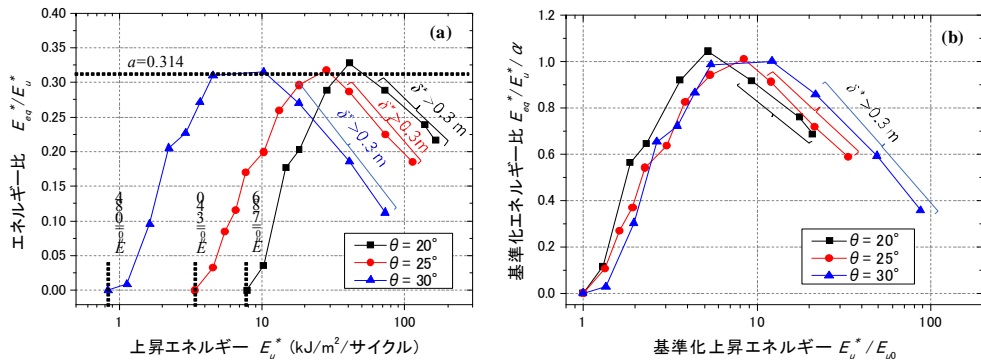 (a)
a=0.314
0.40
0.35
0.30
0.25
0.20
0.15
0.10
0.05
0.00
エネルギー比 E_eq*/E_u*
δ*>0.3 m
δ*>0.3m
δ*>0.3 m
θ = 20°
θ = 25°
θ = 30°
1
10
100
上昇エネルギー E_u* (kJ/m²/サイクル)
(b)
1.2
1.0
0.8
0.6
0.4
0.2
0.0
基準化エネルギー比 E_eq*/E_u*/α
δ*>0.3 m
θ = 20°
θ = 25°
θ = 30°
1
10
100
基準化上昇エネルギー E_u*/E_u0